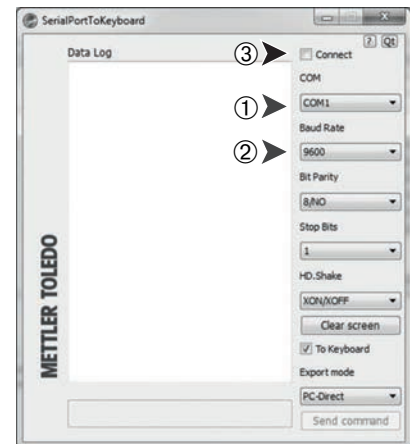 SerialPortToKeyboard
? Qt
Data Log
③ Connect
COM
① COM1
Baud Rate
② 9600
Bit Parity
8/NO
Stop Bits
1
HD.Shake
XON/XOFF
Clear screen
To Keyboard
Export mode
PC-Direct
Send command
METTLER TOLEDO